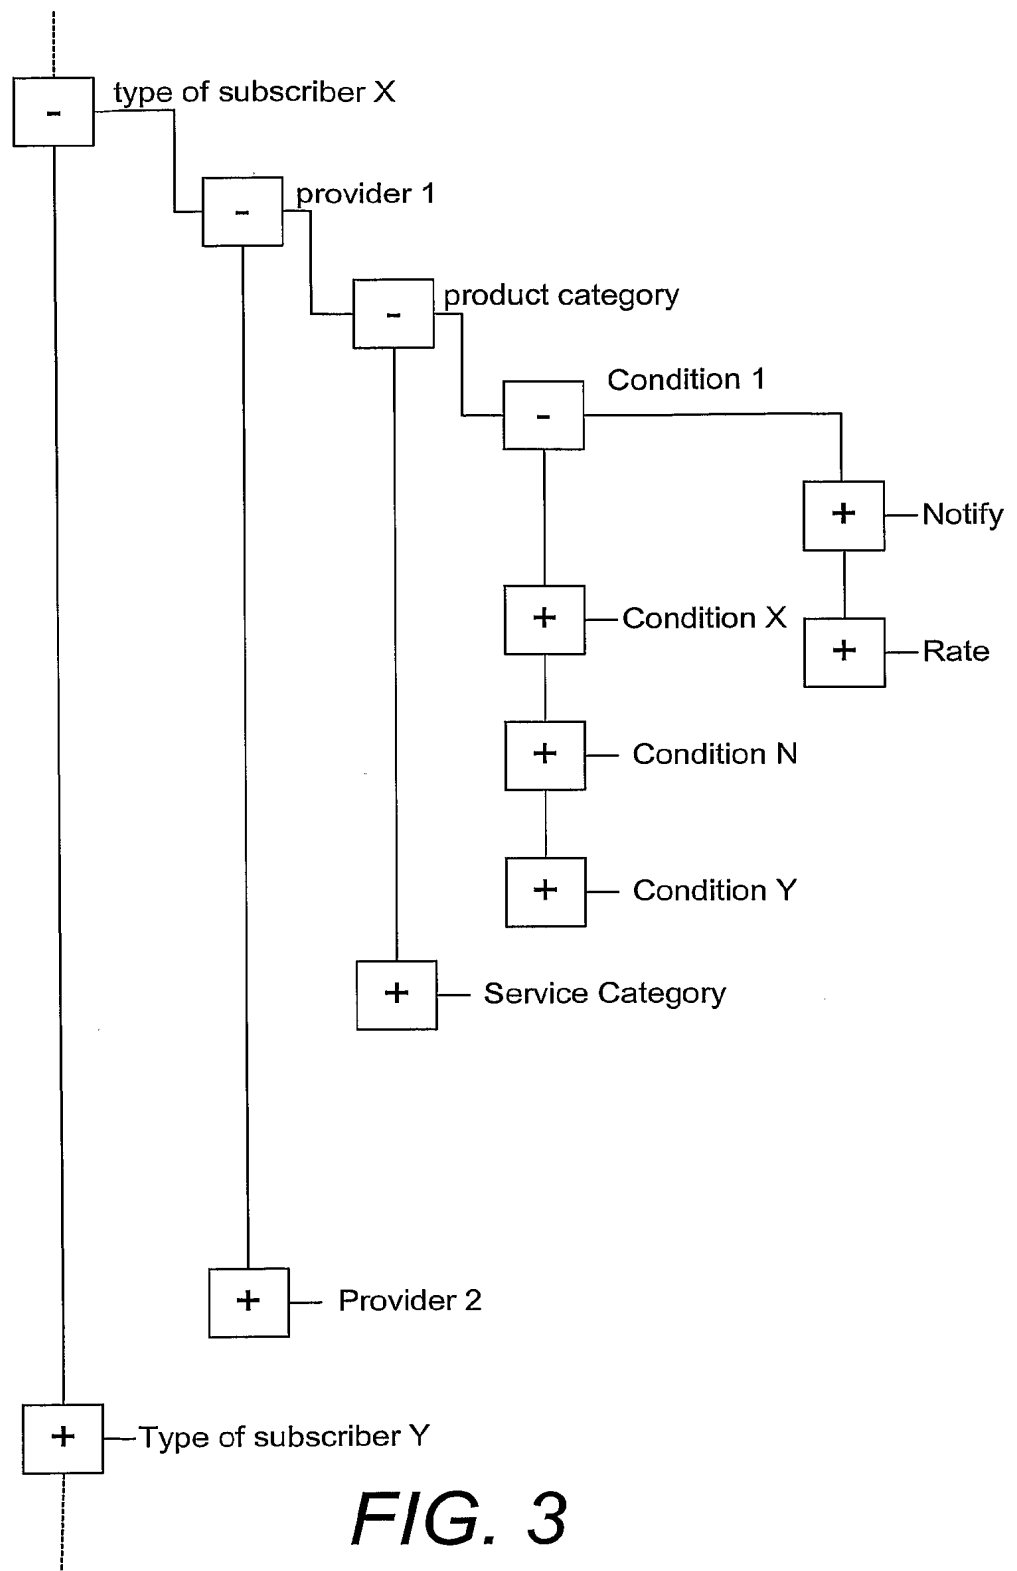 type of subscriber X
-
provider 1
-
product category
-
Condition 1
-
+ Notify
+ Condition X
+ Rate
+ Condition N
+ Condition Y
+ Service Category
+ Provider 2
+ Type of subscriber Y
FIG. 3